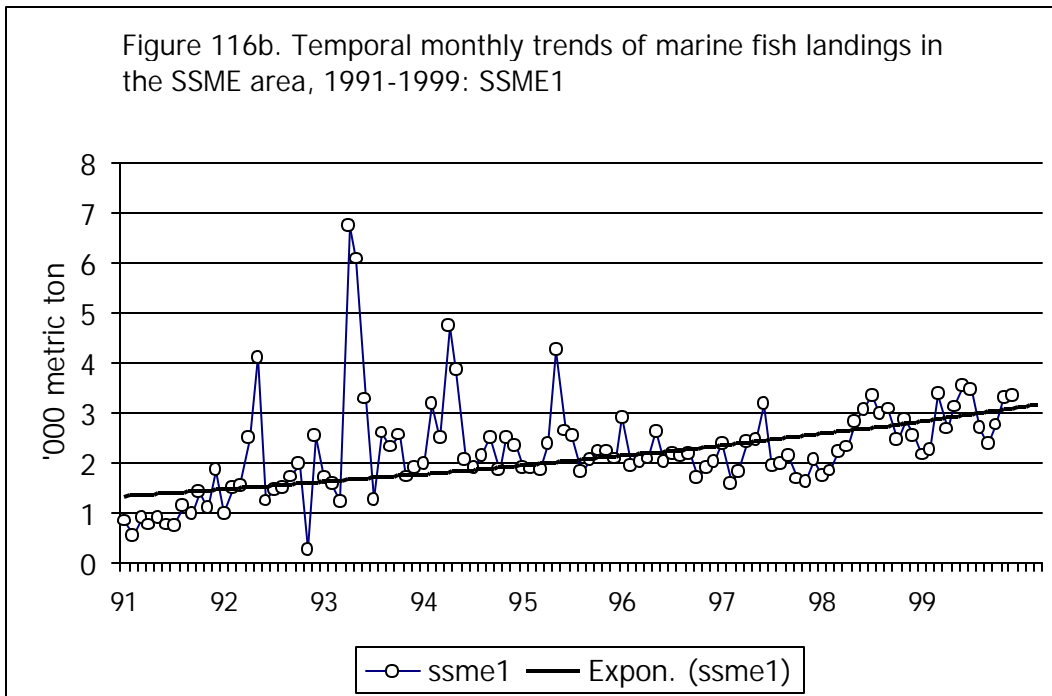 Figure 116b. Temporal monthly trends of marine fish landings in
the SSME area, 1991-1999: SSME1
'000 metric ton
8
7
6
5
4
3
2
1
0
91 92 93 94 95 96 97 98 99
ssme1 Expon. (ssme1)